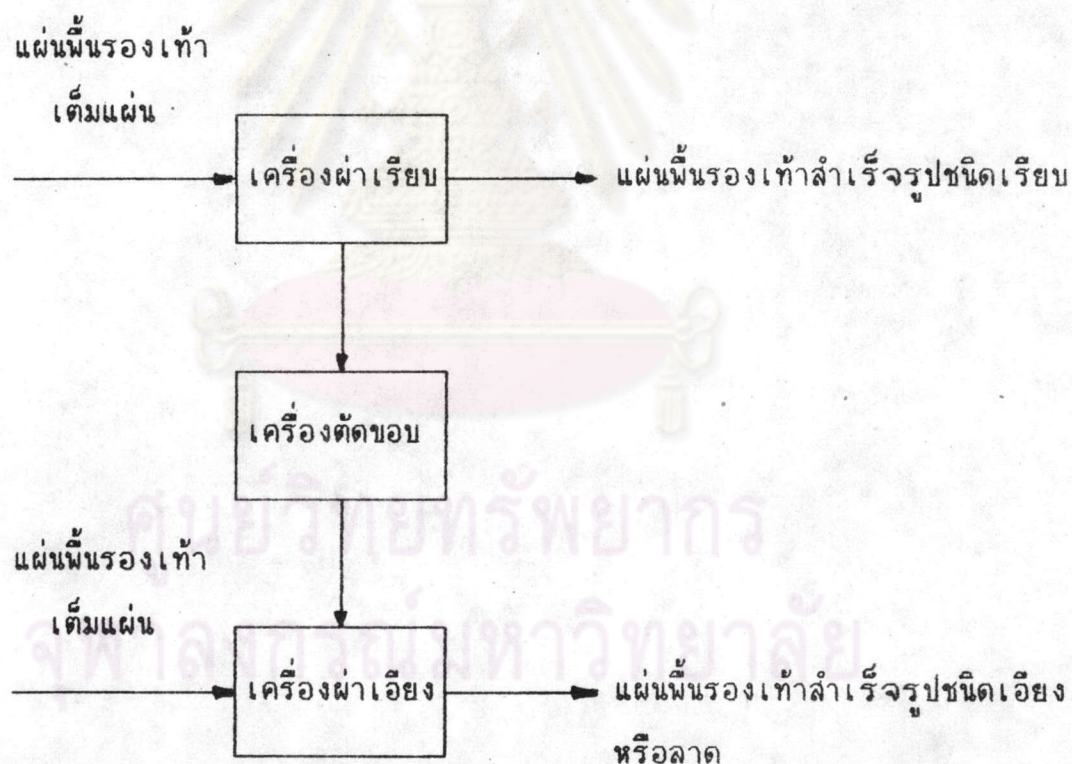 แผ่นพื้นรองเท้า
เต็มแผ่น
เครื่องผ่าเรียบ
แผ่นพื้นรองเท้าสำเร็จรูปชนิดเรียบ
เครื่องตัดขอบ
ศูนย์วิทยทรัพยากร
แผ่นพื้นรองเท้า
เต็มแผ่น
จุฬาลงกรณ์มหาวิทยาลัย
เครื่องผ่าเอียง
แผ่นพื้นรองเท้าสำเร็จรูปชนิดเอียง
หรือลาด